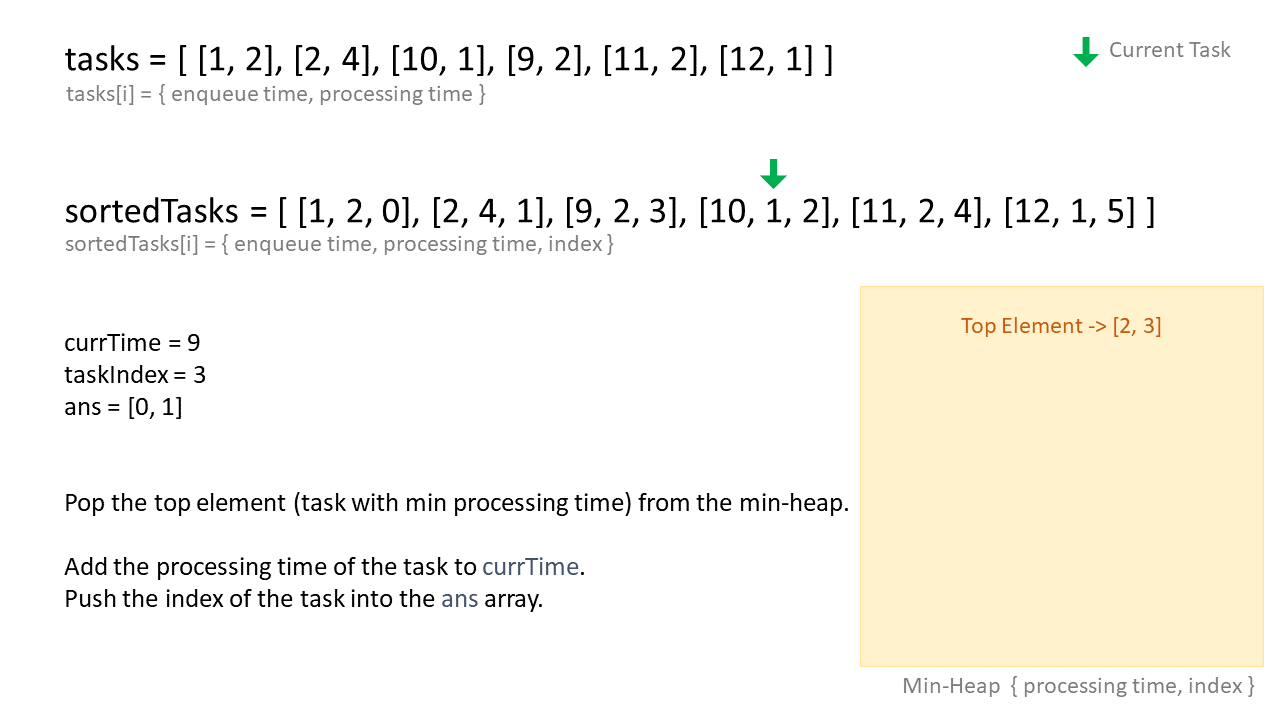 tasks = [ [1, 2], [2, 4], [10, 1], [9, 2], [11, 2], [12, 1] ]
tasks[i] = { enqueue time, processing time }
Current Task
sortedTasks = [ [1, 2, 0], [2, 4, 1], [9, 2, 3], [10, 1, 2], [11, 2, 4], [12, 1, 5] ]
sortedTasks[i] = { enqueue time, processing time, index }
currTime = 9
taskIndex = 3
ans = [0, 1]
Pop the top element (task with min processing time) from the min-heap.
Add the processing time of the task to currTime.
Push the index of the task into the ans array.
Top Element -> [2, 3]
Min-Heap { processing time, index }